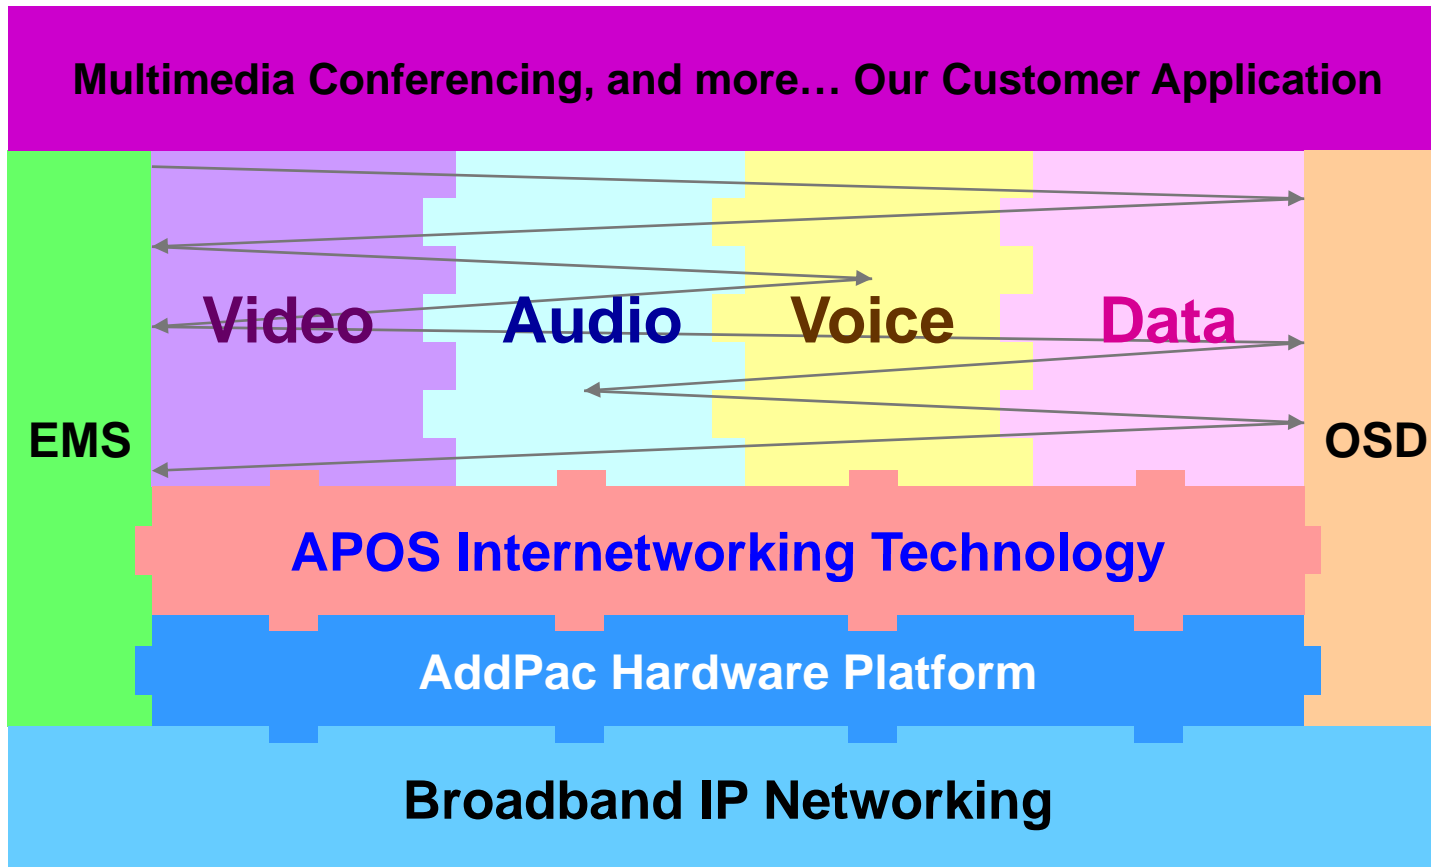 Multimedia Conferencing, and more… Our Customer Application
Video Audio Voice Data
EMS
OSD
APOS Internetworking Technology
AddPac Hardware Platform
Broadband IP Networking